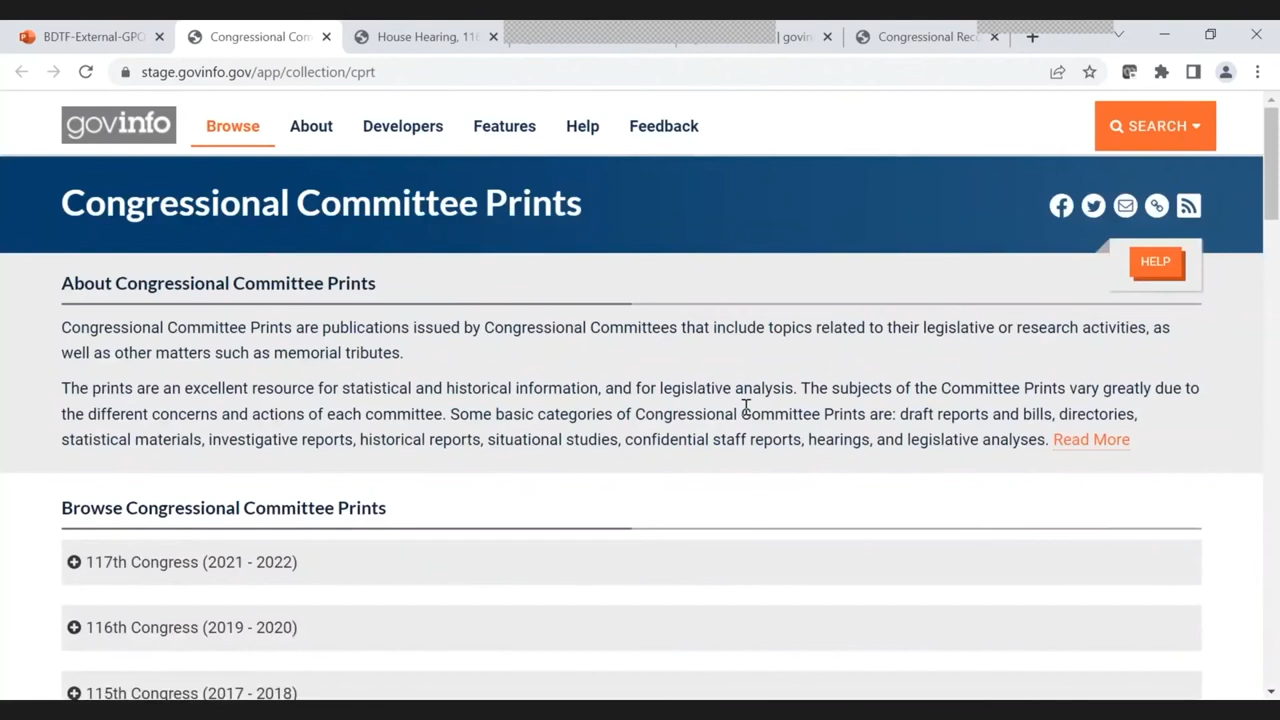 BDTF-External-GPO
Congressional Com
House Hearing, 116
| govin
Congressional Rec
stage.govinfo.gov/app/collection/cprt
govinfo
Browse
About
Developers
Features
Help
Feedback
SEARCH
Congressional Committee Prints
HELP
About Congressional Committee Prints
Congressional Committee Prints are publications issued by Congressional Committees that include topics related to their legislative or research activities, as
well as other matters such as memorial tributes.
The prints are an excellent resource for statistical and historical information, and for legislative analysis. The subjects of the Committee Prints vary greatly due to
the different concerns and actions of each committee. Some basic categories of Congressional Committee Prints are: draft reports and bills, directories,
statistical materials, investigative reports, historical reports, situational studies, confidential staff reports, hearings, and legislative analyses. Read More
Browse Congressional Committee Prints
117th Congress (2021 - 2022)
116th Congress (2019 - 2020)
115th Congress (2017 - 2018)